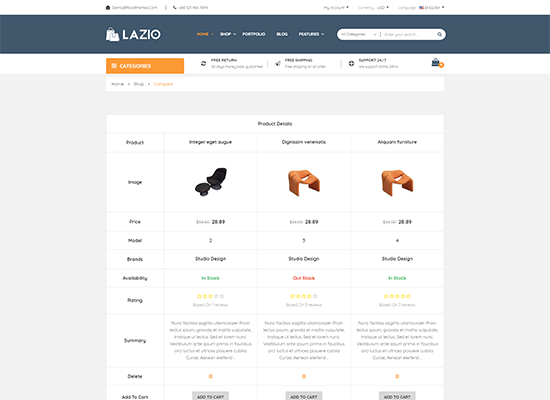 Demo@Roadthemes.Com
+88 123 456 7899
My Account
Currency : USD
Language : ENGLISH
LAZIO
HOME
SHOP
PORTFOLIO
BLOG
FEATURES
All Categories
Enter your search...
CATEGORIES
FREE RETURN
30 days money back guarantee!
FREE SHIPPING
Free shipping on all order
SUPPORT 24/7
We support online 24hrs
Home > Shop > Compare
Product Details
Product Integer eget augue Dignissim venenatis Aliquam furniture
Image
Price $34.00 28.89 $34.00 28.89 $34.00 28.89
Model 2 3 4
Brands Studio Design Studio Design Studio Design
Availability In Stock Out Stock In Stock
Rating
Based On 7 reviews Based On 7 reviews Based On 7 reviews
Nunc facilisis sagittis ullamcorper. Proin Nunc facilisis sagittis ullamcorper. Proin Nunc facilisis sagittis ullamcorper. Proin
lectus ipsum, gravida et mattis vulputate, lectus ipsum, gravida et mattis vulputate, lectus ipsum, gravida et mattis vulputate,
Summary
tristique ut lectus. Sed et lorem nunc. tristique ut lectus. Sed et lorem nunc. tristique ut lectus. Sed et lorem nunc.
Vestibulum ante ipsum primis in faucibus Vestibulum ante ipsum primis in faucibus Vestibulum ante ipsum primis in faucibus
orci luctus et ultrices posuere cubilia orci luctus et ultrices posuere cubilia orci luctus et ultrices posuere cubilia
Curae; Aenean eleifend... Curae; Aenean eleifend... Curae; Aenean eleifend...
Delete
Add To Cart ADD TO CART ADD TO CART ADD TO CART